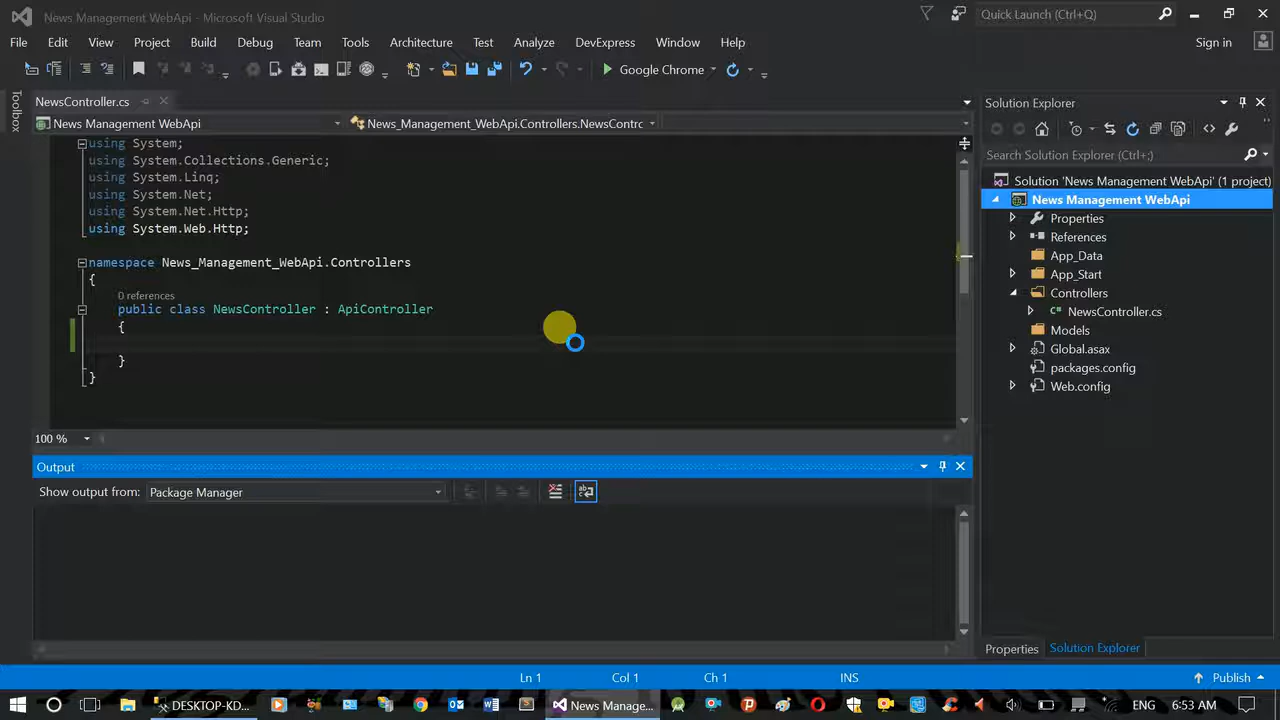 News Management WebApi - Microsoft Visual Studio
Quick Launch (Ctrl+Q)
File Edit View Project Build Debug Team Tools Architecture Test Analyze DevExpress Window Help
Sign in
Google Chrome
Toolbox
NewsController.cs
News Management WebApi
News_Management_WebApi.Controllers.NewsContrc
using System;
using System.Collections.Generic;
using System.Linq;
using System.Net;
using System.Net.Http;
using System.Web.Http;
namespace News_Management_WebApi.Controllers
{
0 references
public class NewsController : ApiController
{
}
}
100 %
Output
Show output from: Package Manager
Solution Explorer
Search Solution Explorer (Ctrl+;)
Solution 'News Management WebApi' (1 project)
News Management WebApi
Properties
References
App_Data
App_Start
Controllers
C# NewsController.cs
Models
Global.asax
packages.config
Web.config
Properties Solution Explorer
Ln 1 Col 1 Ch 1 INS Publish
DESKTOP-KD... News Manage... ENG 6:53 AM